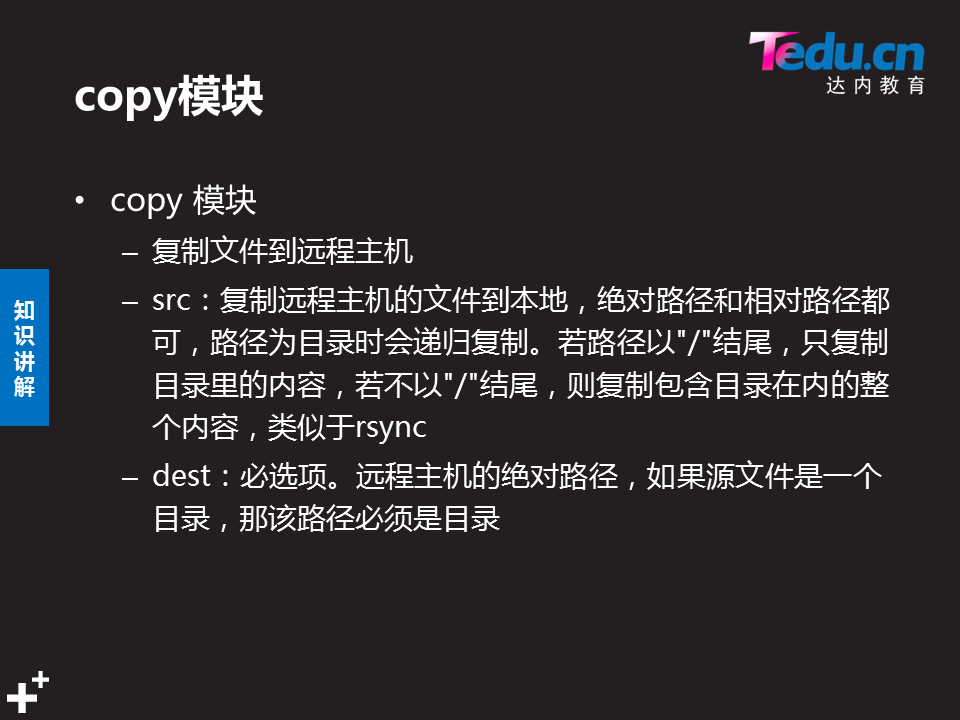 Tedu.cn
达内教育
copy模块
• copy 模块
– 复制文件到远程主机
– src：复制远程主机的文件到本地，绝对路径和相对路径都
可，路径为目录时会递归复制。若路径以"/"结尾，只复制
目录里的内容，若不以"/"结尾，则复制包含目录在内的整
个内容，类似于rsync
– dest：必选项。远程主机的绝对路径，如果源文件是一个
目录，那该路径必须是目录
知
识
讲
解